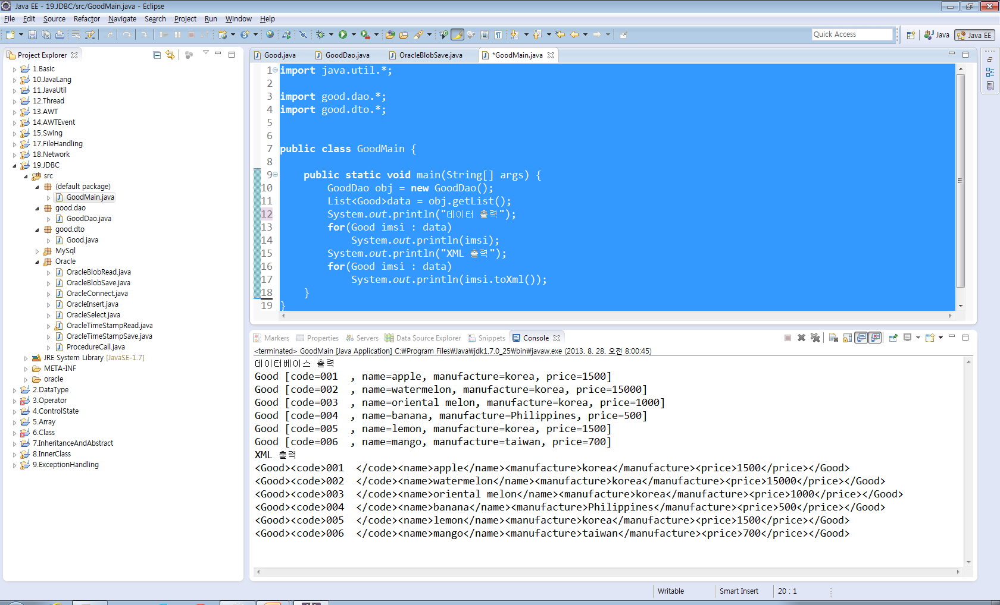 Java EE - 19.JDBC/src/GoodMain.java - Eclipse
File Edit Source Refactor Navigate Search Project Run Window Help
Quick Access
Java
Java EE
Project Explorer
1.Basic
10.JavaLang
11.JavaUtil
12.Thread
13.AWT
14.AWTEvent
15.Swing
17.FileHandling
18.Network
19.JDBC
src
(default package)
GoodMain.java
good.dao
GoodDao.java
good.dto
Good.java
MySql
Oracle
OracleBlobRead.java
OracleBlobSave.java
OracleConnect.java
OracleInsert.java
OracleSelect.java
OracleTimeStampRead.java
OracleTimeStampSave.java
ProcedureCall.java
JRE System Library [JavaSE-1.7]
META-INF
oracle
2.DataType
3.Operator
4.ControlState
5.Array
6.Class
7.InheritanceAndAbstract
8.InnerClass
9.ExceptionHandling
Good.java GoodDao.java OracleBlobSave.java *GoodMain.java
1 import java.util.*;
2
3 import good.dao.*;
4 import good.dto.*;
5
6
7 public class GoodMain {
8
9 public static void main(String[] args) {
10 GoodDao obj = new GoodDao();
11 List<Good>data = obj.getList();
12 System.out.println("데이터 출력");
13 for(Good imsi : data)
14 System.out.println(imsi);
15 System.out.println("XML 출력");
16 for(Good imsi : data)
17 System.out.println(imsi.toXml());
18 }
19 }
Markers Properties Servers Data Source Explorer Snippets Console
<terminated> GoodMain [Java Application] C:₩Program Files₩Java₩jdk1.7.0_25₩bin₩javaw.exe (2013. 8. 28. 오전 8:00:45)
데이터베이스 출력
Good [code=001  , name=apple, manufacture=korea, price=1500]
Good [code=002  , name=watermelon, manufacture=korea, price=15000]
Good [code=003  , name=oriental melon, manufacture=korea, price=1000]
Good [code=004  , name=banana, manufacture=Philippines, price=500]
Good [code=005  , name=lemon, manufacture=korea, price=1500]
Good [code=006  , name=mango, manufacture=taiwan, price=700]
XML 출력
<Good><code>001  </code><name>apple</name><manufacture>korea</manufacture><price>1500</price></Good>
<Good><code>002  </code><name>watermelon</name><manufacture>korea</manufacture><price>15000</price></Good>
<Good><code>003  </code><name>oriental melon</name><manufacture>korea</manufacture><price>1000</price></Good>
<Good><code>004  </code><name>banana</name><manufacture>Philippines</manufacture><price>500</price></Good>
<Good><code>005  </code><name>lemon</name><manufacture>korea</manufacture><price>1500</price></Good>
<Good><code>006  </code><name>mango</name><manufacture>taiwan</manufacture><price>700</price></Good>
Writable Smart Insert 20 : 1